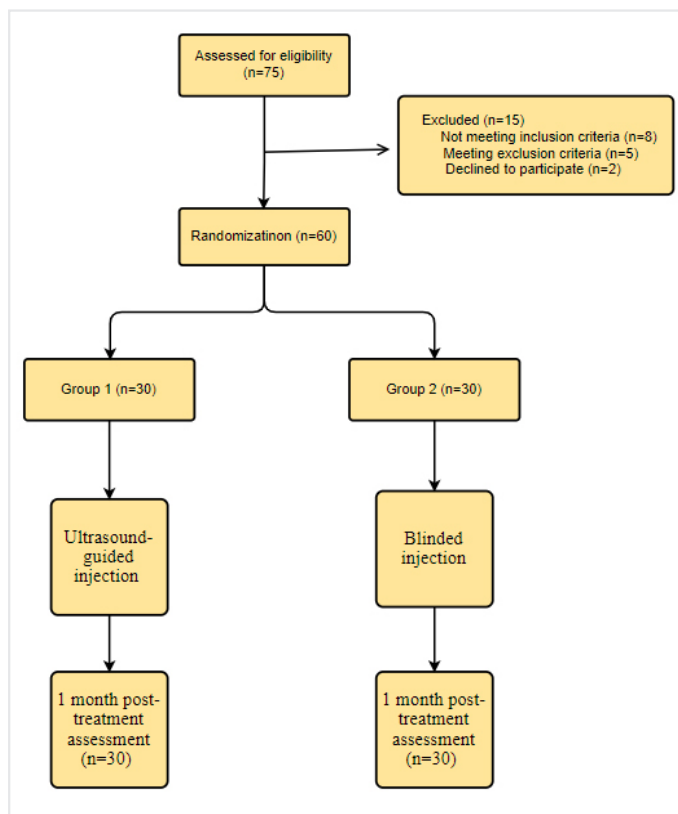 Assessed for eligibility
(n=75)
Excluded (n=15)
Not meeting inclusion criteria (n=8)
Meeting exclusion criteria (n=5)
Declined to participate (n=2)
Randomizatinon (n=60)
Group 1 (n=30)
Group 2 (n=30)
Ultrasound-
guided
injection
Blinded
injection
1 month post-
treatment
assessment
(n=30)
1 month post-
treatment
assessment
(n=30)